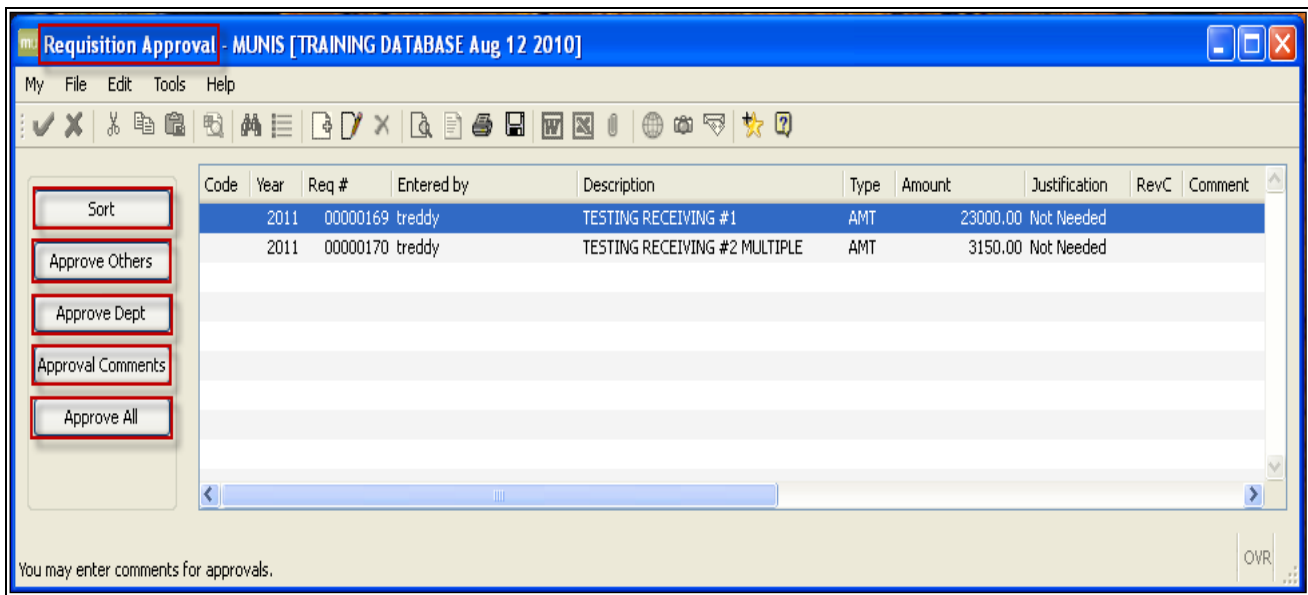 Requisition Approval - MUNIS [TRAINING DATABASE Aug 12 2010]
My File Edit Tools Help
Sort
Approve Others
Approve Dept
Approval Comments
Approve All
Code Year Req # Entered by Description Type Amount Justification RevC Comment
2011 00000169 treddy TESTING RECEIVING #1 AMT 23000.00 Not Needed
2011 00000170 treddy TESTING RECEIVING #2 MULTIPLE AMT 3150.00 Not Needed
You may enter comments for approvals.
OVR